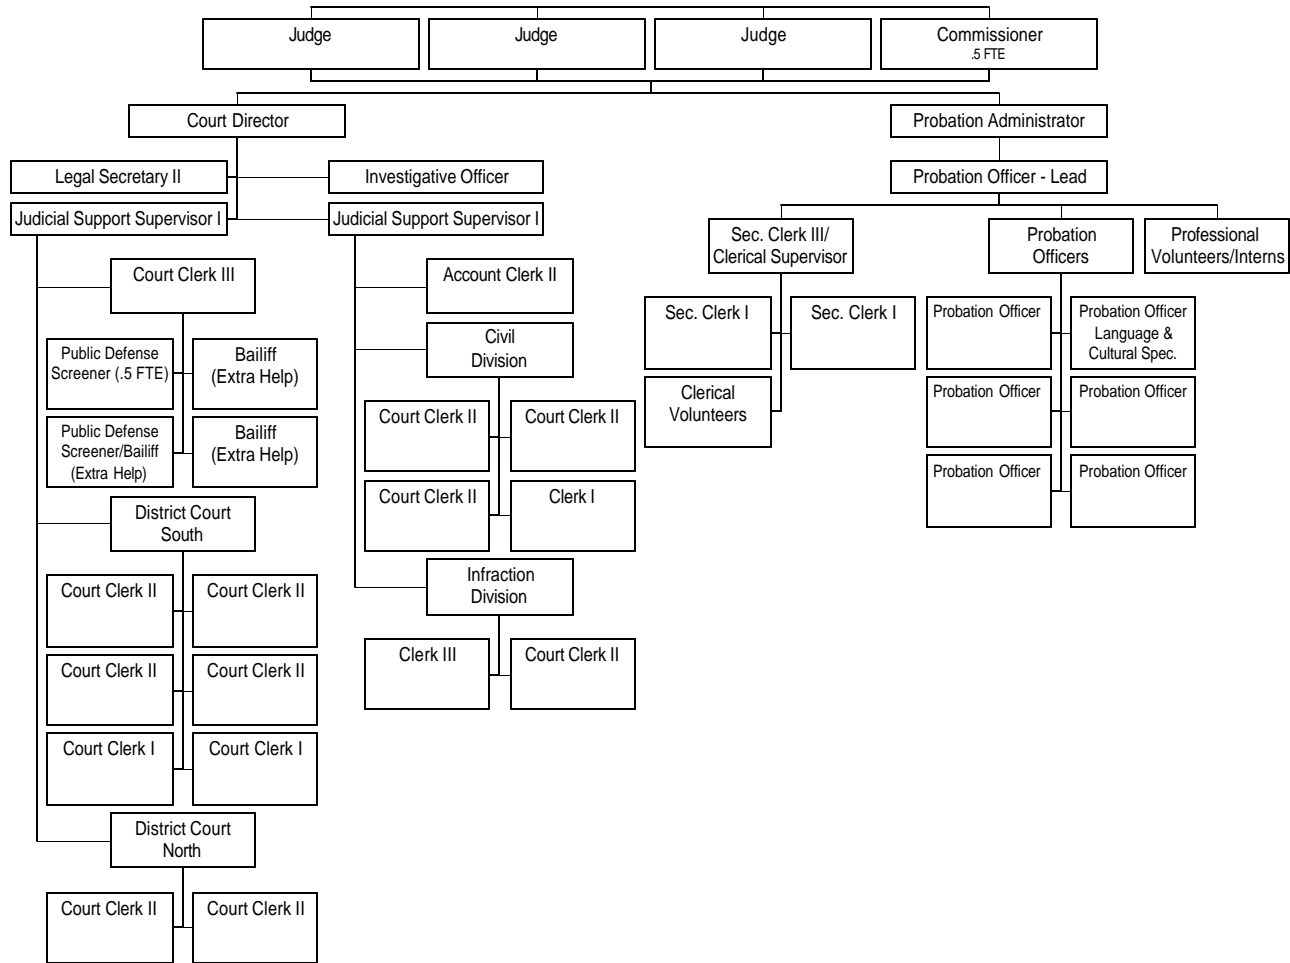 Judge
Judge
Judge
Commissioner
.5 FTE
Court Director
Probation Administrator
Legal Secretary II
Investigative Officer
Probation Officer - Lead
Judicial Support Supervisor I
Judicial Support Supervisor I
Sec. Clerk III/
Clerical Supervisor
Probation
Officers
Professional
Volunteers/Interns
Court Clerk III
Public Defense
Screener (.5 FTE)
Bailiff
(Extra Help)
Public Defense
Screener/Bailiff
(Extra Help)
Bailiff
(Extra Help)
District Court
South
Court Clerk II
Court Clerk II
Court Clerk II
Court Clerk II
Court Clerk I
Court Clerk I
District Court
North
Court Clerk II
Court Clerk II
Account Clerk II
Civil
Division
Court Clerk II
Court Clerk II
Court Clerk II
Clerk I
Infraction
Division
Clerk III
Court Clerk II
Sec. Clerk I
Sec. Clerk I
Clerical
Volunteers
Probation Officer
Probation Officer
Language &
Cultural Spec.
Probation Officer
Probation Officer
Probation Officer
Probation Officer